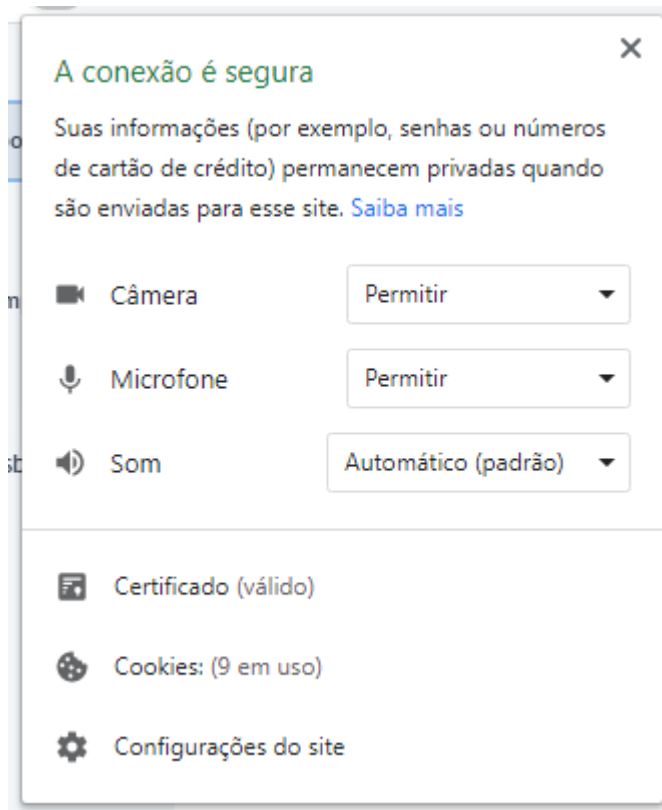 A conexão é segura
Suas informações (por exemplo, senhas ou números
de cartão de crédito) permanecem privadas quando
são enviadas para esse site. Saiba mais
Câmera Permitir
Microfone Permitir
Som Automático (padrão)
Certificado (válido)
Cookies: (9 em uso)
Configurações do site